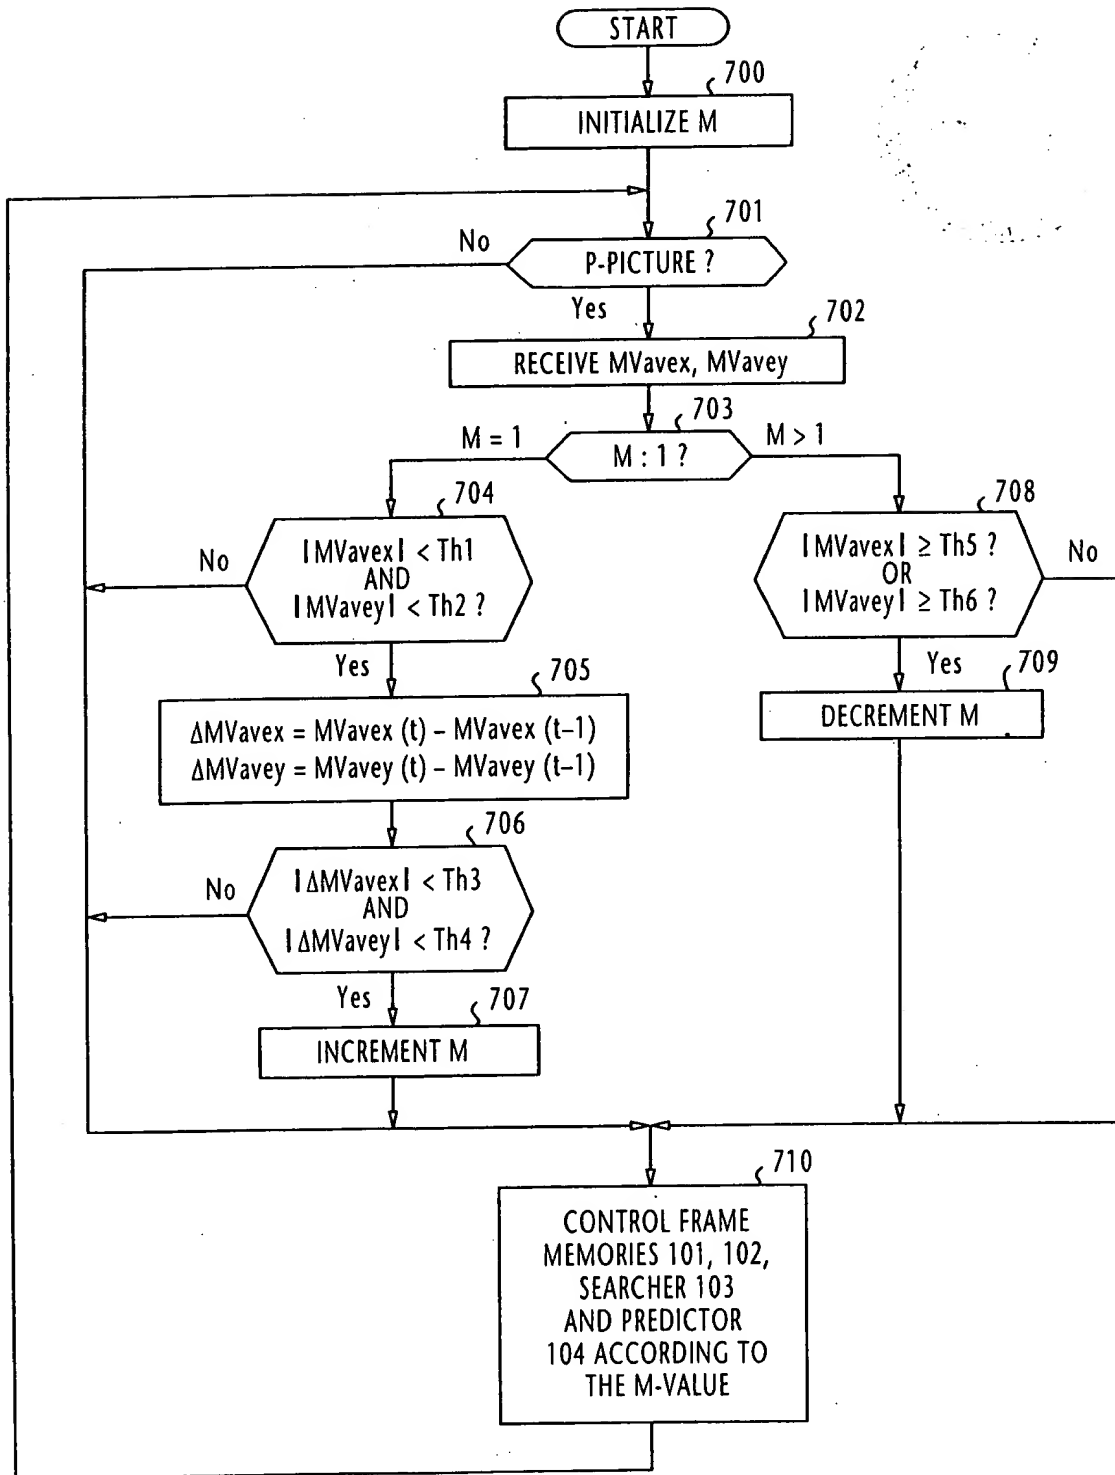 START
700
INITIALIZE M
701
No
P-PICTURE ?
Yes
702
RECEIVE MVavex, MVavey
703
M = 1
M : 1 ?
M > 1
704
|MVavex| < Th1
AND
|MVavey| < Th2 ?
No
Yes
705
ΔMVavex = MVavex (t) – MVavex (t–1)
ΔMVavey = MVavey (t) – MVavey (t–1)
706
|ΔMVavex| < Th3
AND
|ΔMVavey| < Th4 ?
No
Yes
707
INCREMENT M
708
|MVavex| ≥ Th5 ?
OR
|MVavey| ≥ Th6 ?
No
Yes
709
DECREMENT M
710
CONTROL FRAME
MEMORIES 101, 102,
SEARCHER 103
AND PREDICTOR
104 ACCORDING TO
THE M-VALUE